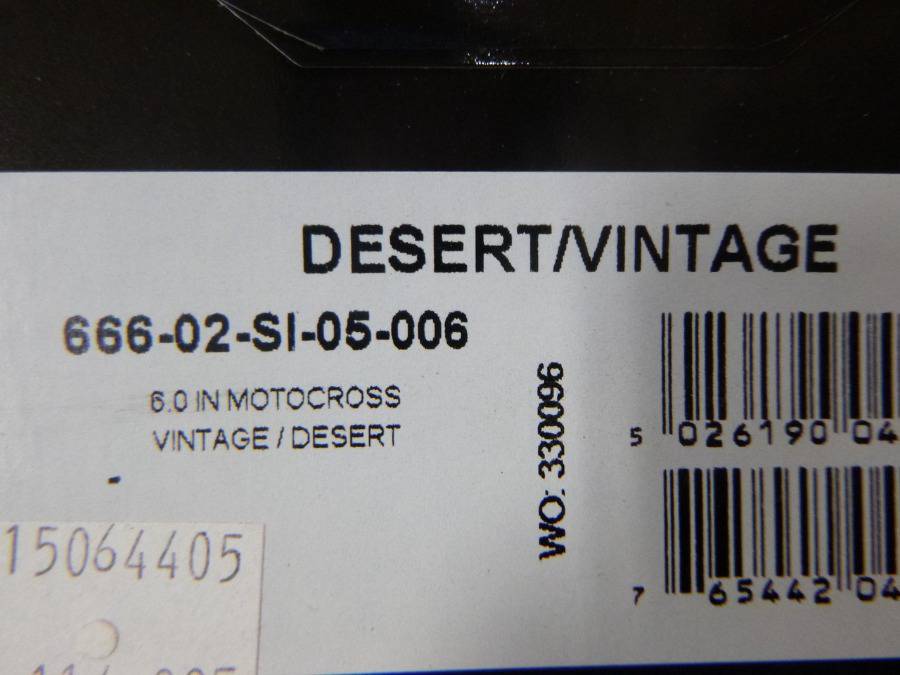 DESERT/VINTAGE
666-02-SI-05-006
6.0 IN MOTOCROSS
VINTAGE / DESERT
WO: 330096
5 026190 04
7 65442 04
15064405